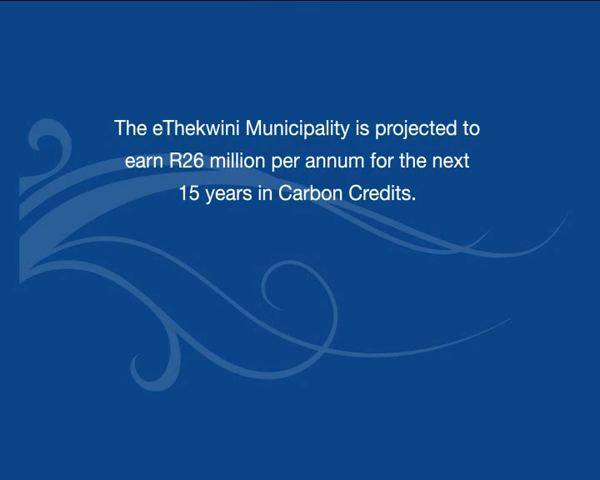 The eThekwini Municipality is projected to
earn R26 million per annum for the next
15 years in Carbon Credits.